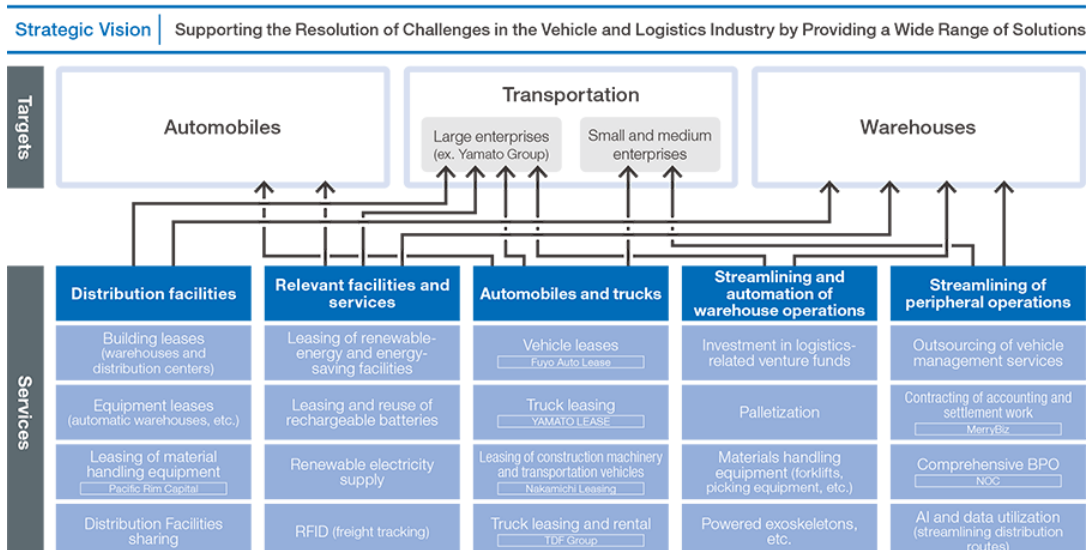 Strategic Vision
Supporting the Resolution of Challenges in the Vehicle and Logistics Industry by Providing a Wide Range of Solutions
Targets
Automobiles
Transportation
Large enterprises
(ex. Yamato Group)
Small and medium
enterprises
Warehouses
Services
Distribution facilities
Building leases
(warehouses and
distribution centers)
Equipment leases
(automatic warehouses, etc.)
Leasing of material
handling equipment
Pacific Rim Capital
Distribution Facilities
sharing
Relevant facilities and
services
Leasing of renewable-
energy and energy-
saving facilities
Leasing and reuse of
rechargeable batteries
Renewable electricity
supply
RFID (freight tracking)
Automobiles and trucks
Vehicle leases
Fuyo Auto Lease
Truck leasing
YAMATO LEASE
Leasing of construction machinery
and transportation vehicles
Nakamichi Leasing
Truck leasing and rental
TDF Group
Streamlining and
automation of
warehouse operations
Investment in logistics-
related venture funds
Palletization
Materials handling
equipment (forklifts,
picking equipment, etc.)
Powered exoskeletons,
etc.
Streamlining of
peripheral operations
Outsourcing of vehicle
management services
Contracting of accounting and
settlement work
MerryBiz
Comprehensive BPO
NOC
AI and data utilization
(streamlining distribution
routes)